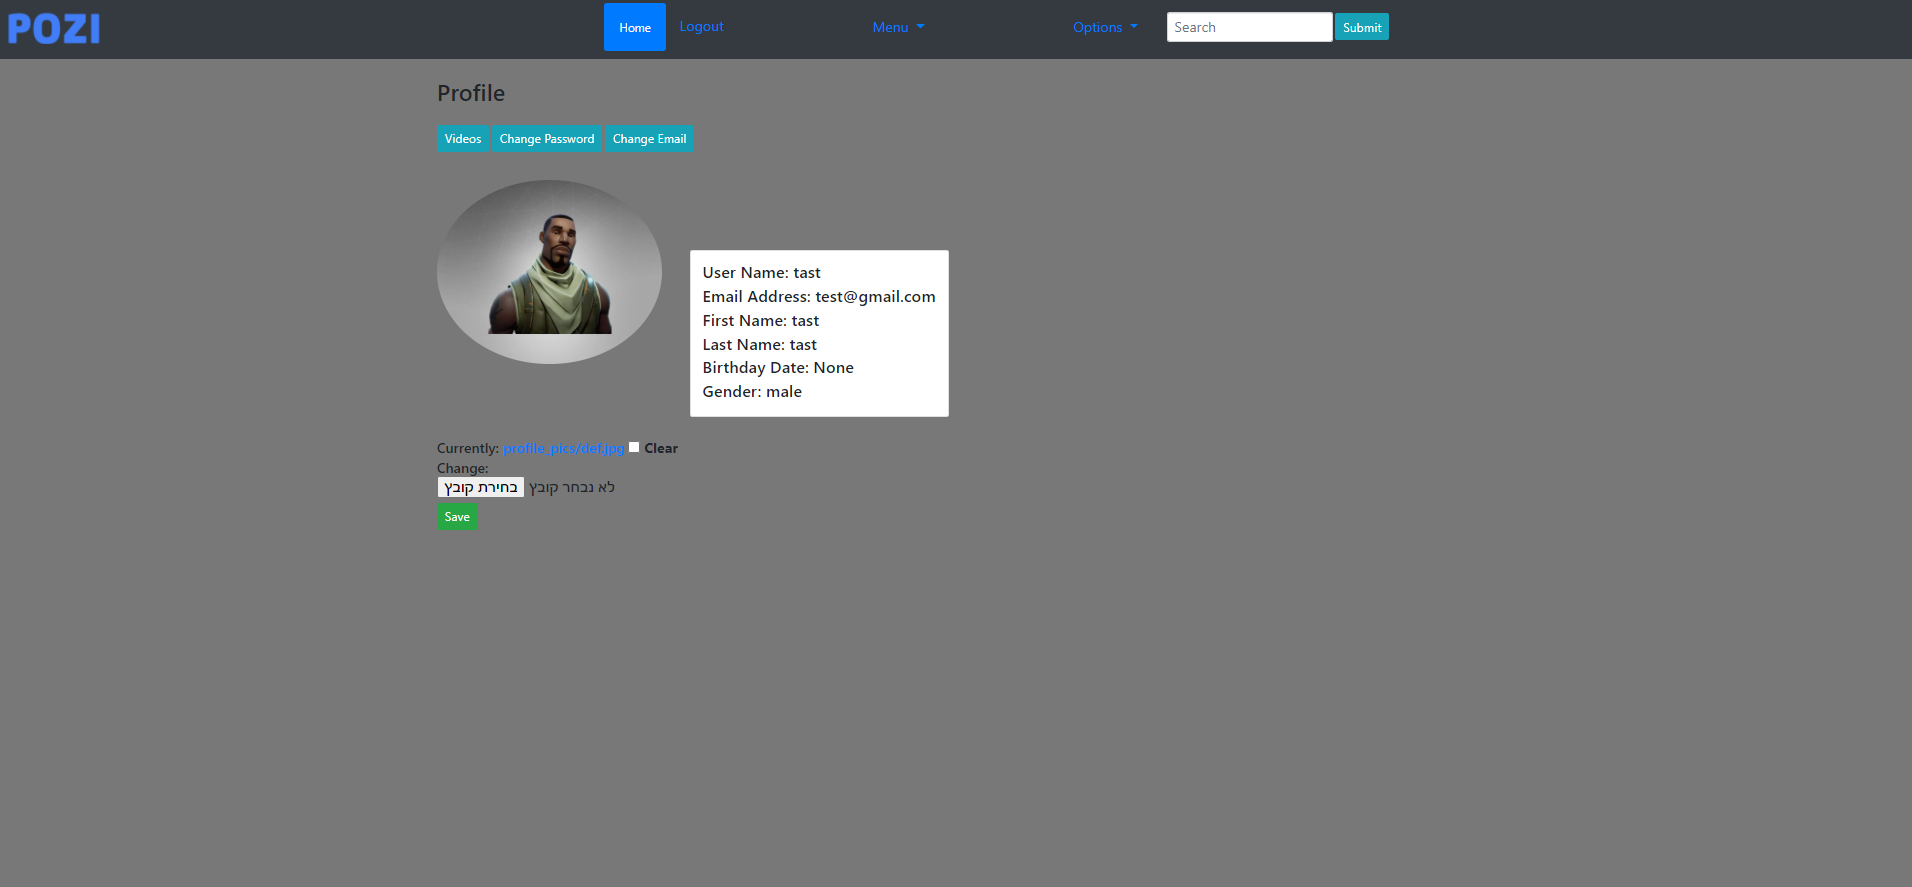 POZI
Home Logout Menu Options Search Submit
Profile
Videos Change Password Change Email
User Name: tast
Email Address: test@gmail.com
First Name: tast
Last Name: tast
Birthday Date: None
Gender: male
Currently: profile_pics/def.jpg Clear
Change:
בחירת קובץ לא נבחר קובץ
Save